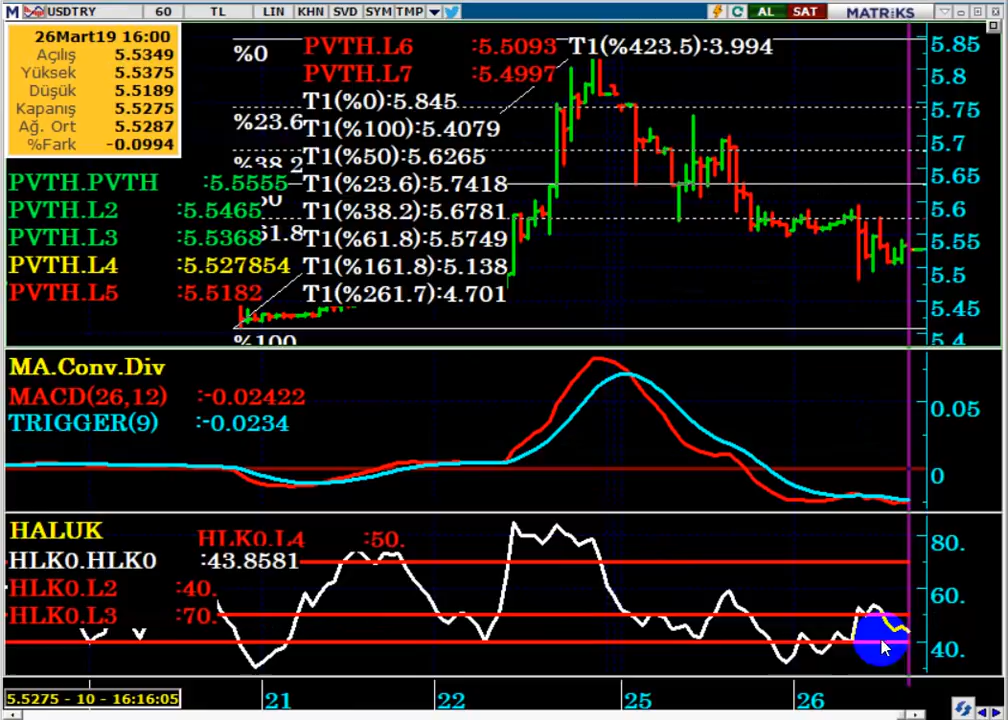 M USDTRY 60 TL LIN KHN SVD SYM TMP AL SAT MATRiKS
26Mart19 16:00
Açılış 5.5349
Yüksek 5.5375
Düşük 5.5189
Kapanış 5.5275
Ağ. Ort 5.5287
%Fark -0.0994
PVTH.PVTH :5.5555
PVTH.L2 :5.5465
PVTH.L3 :5.5368
PVTH.L4 :5.527854
PVTH.L5 :5.5182
%0
%23.6
%38.2
50
61.8
%100
PVTH.L6 :5.5093
PVTH.L7 :5.4997
T1(%0):5.845
T1(%100):5.4079
T1(%50):5.6265
T1(%23.6):5.7418
T1(%38.2):5.6781
T1(%61.8):5.5749
T1(%161.8):5.138
T1(%261.7):4.701
T1(%423.5):3.994
5.85
5.8
5.75
5.7
5.65
5.6
5.55
5.5
5.45
5.4
MA.Conv.Div
MACD(26,12) :-0.02422
TRIGGER(9) :-0.0234
0.05
0
HALUK
HLK0.HLK0 :43.8581
HLK0.L2 :40.
HLK0.L3 :70.
HLK0.L4 :50.
80.
60.
40.
5.5275 - 10 - 16:16:05
21 22 25 26